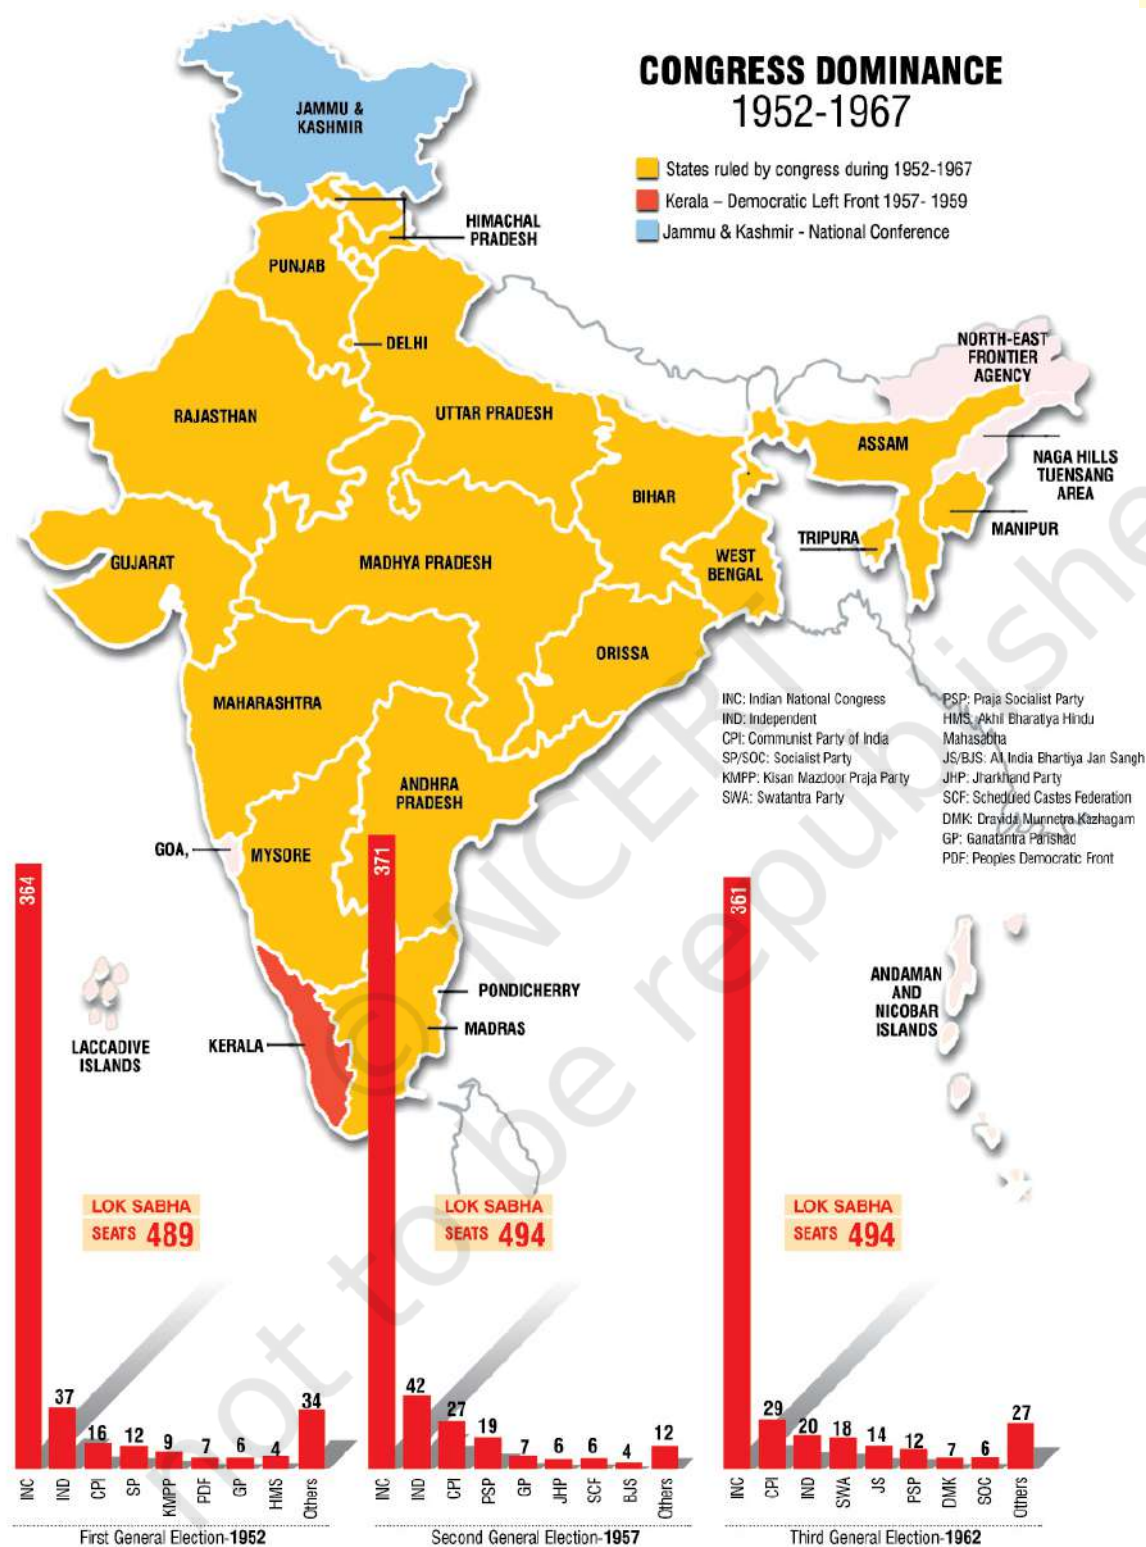 CONGRESS DOMINANCE
1952-1967
States ruled by congress during 1952-1967
Kerala – Democratic Left Front 1957- 1959
Jammu & Kashmir - National Conference
JAMMU &
KASHMIR
HIMACHAL
PRADESH
PUNJAB
DELHI
RAJASTHAN
UTTAR PRADESH
NORTH-EAST
FRONTIER
AGENCY
ASSAM
NAGA HILLS
TUENSANG
AREA
BIHAR
MANIPUR
TRIPURA
GUJARAT
MADHYA PRADESH
WEST
BENGAL
ORISSA
MAHARASHTRA
ANDHRA
PRADESH
GOA,
MYSORE
PONDICHERRY
MADRAS
KERALA
LACCADIVE
ISLANDS
ANDAMAN
AND
NICOBAR
ISLANDS
INC: Indian National Congress
IND: Independent
CPI: Communist Party of India
SP/SOC: Socialist Party
KMPP: Kisan Mazdoor Praja Party
SWA: Swatantra Party
PSP: Praja Socialist Party
HMS: Akhil Bharatiya Hindu
Mahasabha
JS/BJS: All India Bhartiya Jan Sangh
JHP: Jharkhand Party
SCF: Scheduled Castes Federation
DMK: Dravida Munnetra Kazhagam
GP: Ganatantra Parishad
PDF: Peoples Democratic Front
LOK SABHA
SEATS 489
364
37
16
12
9
7
6
4
34
INC
IND
CPI
SP
KMPP
PDF
GP
HMS
Others
First General Election-1952
LOK SABHA
SEATS 494
371
42
27
19
7
6
6
4
12
INC
IND
CPI
PSP
GP
JHP
SCF
BJS
Others
Second General Election-1957
LOK SABHA
SEATS 494
361
29
20
18
14
12
7
6
27
INC
CPI
IND
SWA
JS
PSP
DMK
SOC
Others
Third General Election-1962
© NCERT
not to be republishe